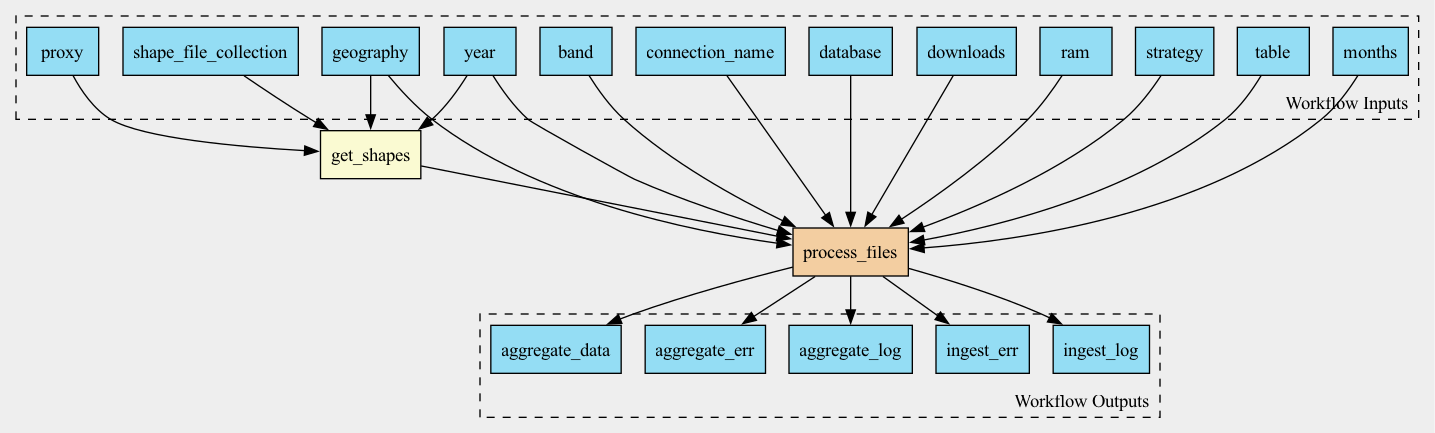 proxy
shape_file_collection
geography
year
band
connection_name
database
downloads
ram
strategy
table
months
Workflow Inputs
get_shapes
process_files
aggregate_data
aggregate_err
aggregate_log
ingest_err
ingest_log
Workflow Outputs